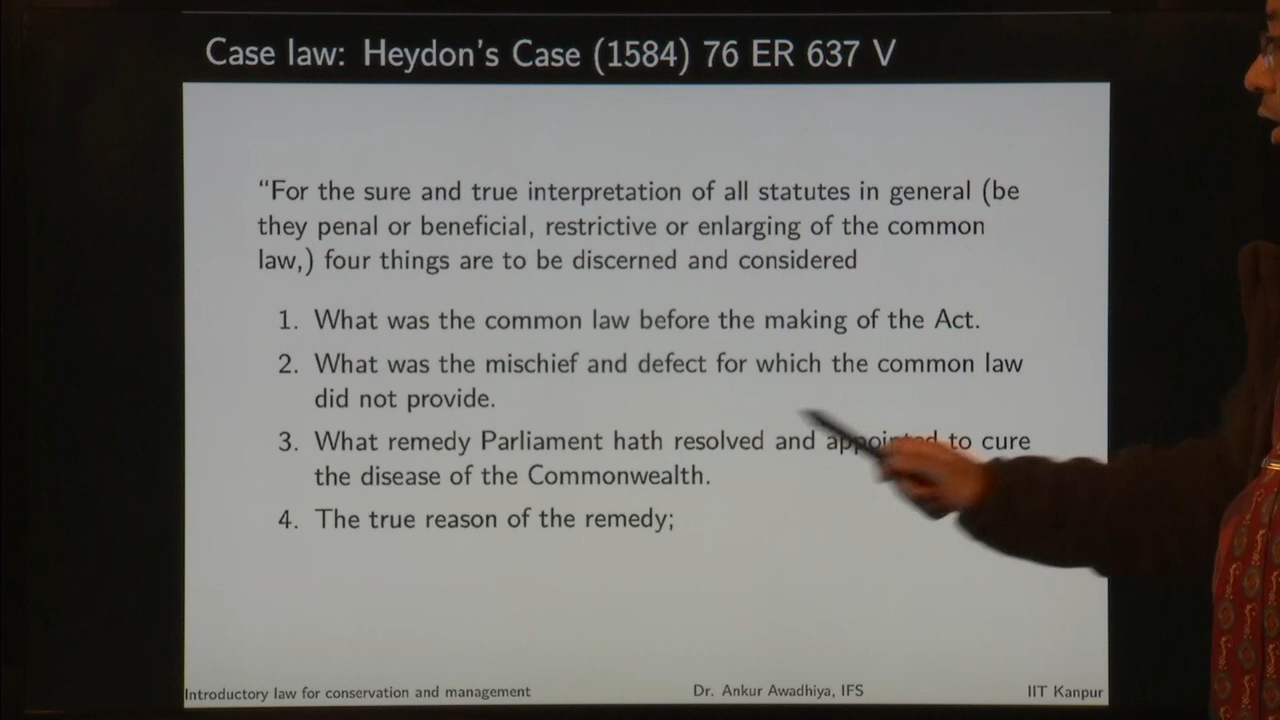 Case law: Heydon's Case (1584) 76 ER 637 V
“For the sure and true interpretation of all statutes in general (be
they penal or beneficial, restrictive or enlarging of the common
law,) four things are to be discerned and considered
1. What was the common law before the making of the Act.
2. What was the mischief and defect for which the common law
did not provide.
3. What remedy Parliament hath resolved and appointed to cure
the disease of the Commonwealth.
4. The true reason of the remedy;
Introductory law for conservation and management Dr. Ankur Awadhiya, IFS IIT Kanpur